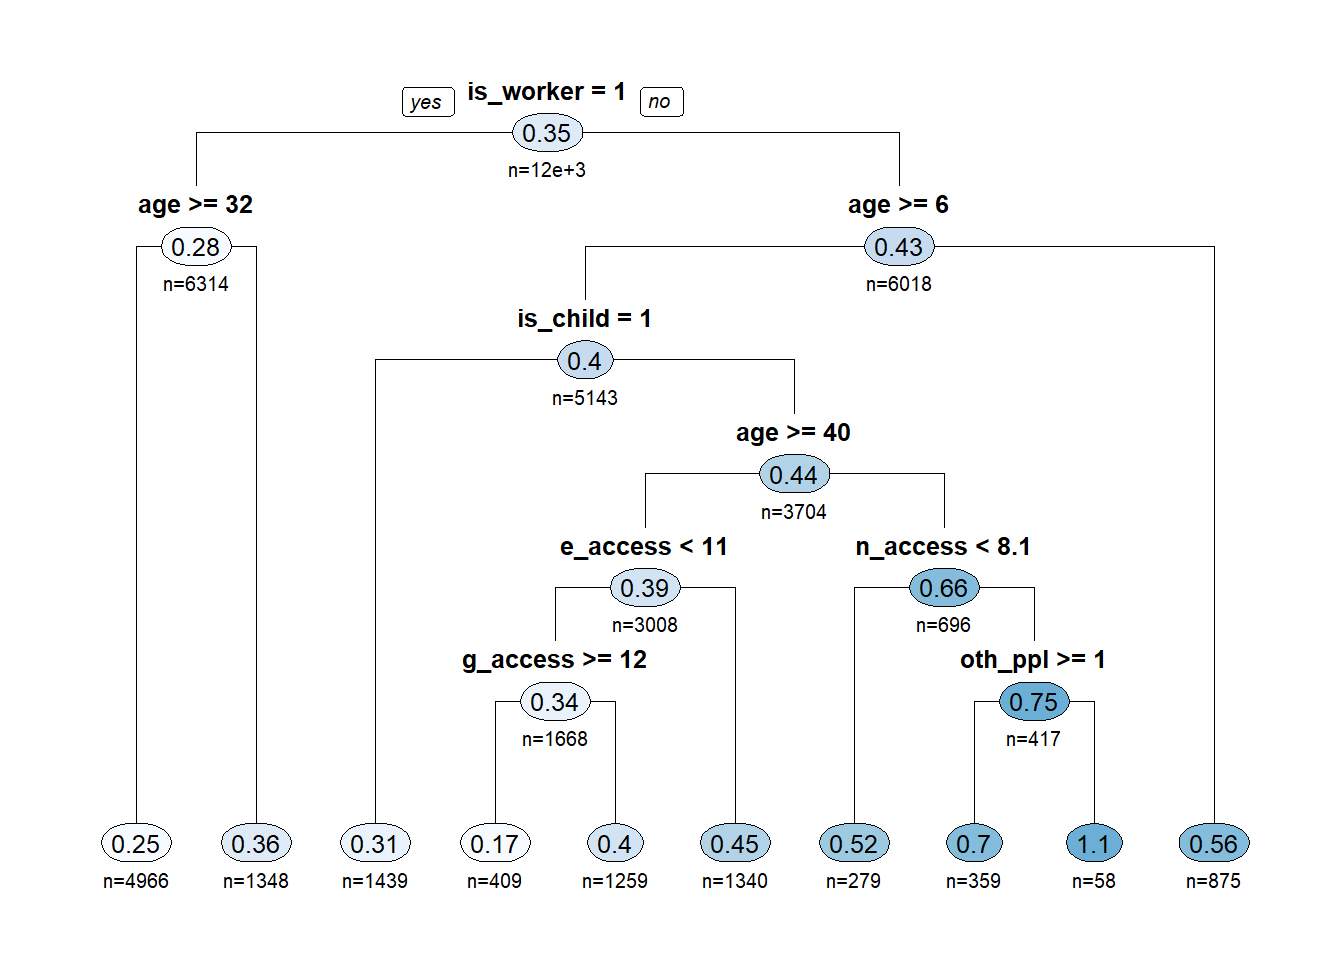 yes is_worker = 1 no
0.35
n=12e+3
age >= 32 age >= 6
0.28 0.43
n=6314 n=6018
is_child = 1
0.4
n=5143
age >= 40
0.44
n=3704
e_access < 11 n_access < 8.1
0.39 0.66
n=3008 n=696
g_access >= 12 oth_ppl >= 1
0.34 0.75
n=1668 n=417
0.25 0.36 0.31 0.17 0.4 0.45 0.52 0.7 1.1 0.56
n=4966 n=1348 n=1439 n=409 n=1259 n=1340 n=279 n=359 n=58 n=875